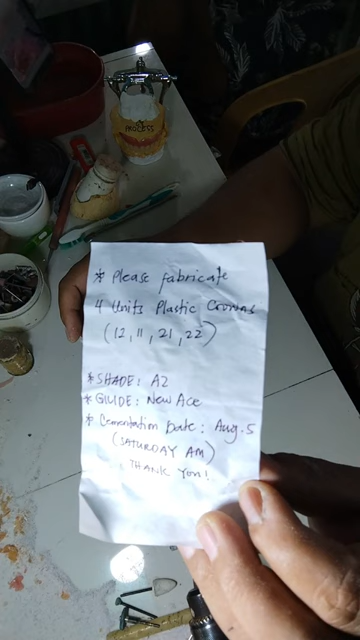 PROCESS
* Please fabricate
4 Units Plastic Crowns
(12, 11, 21, 22)
* SHADE: A2
* GUIDE: New Ace
* Cementation Date: Aug. 5
(SATURDAY AM)
THANK YOU!